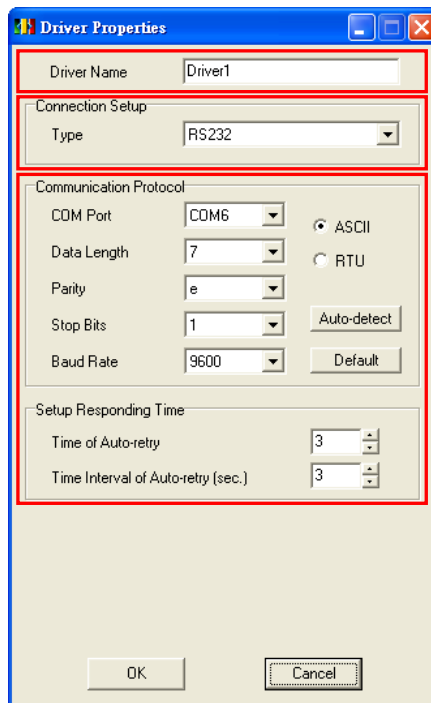 Driver Properties
Driver Name Driver1
Connection Setup
Type RS232
Communication Protocol
COM Port COM6
ASCII
Data Length 7
RTU
Parity e
Stop Bits 1 Auto-detect
Baud Rate 9600 Default
Setup Responding Time
Time of Auto-retry 3
Time Interval of Auto-retry (sec.) 3
OK Cancel